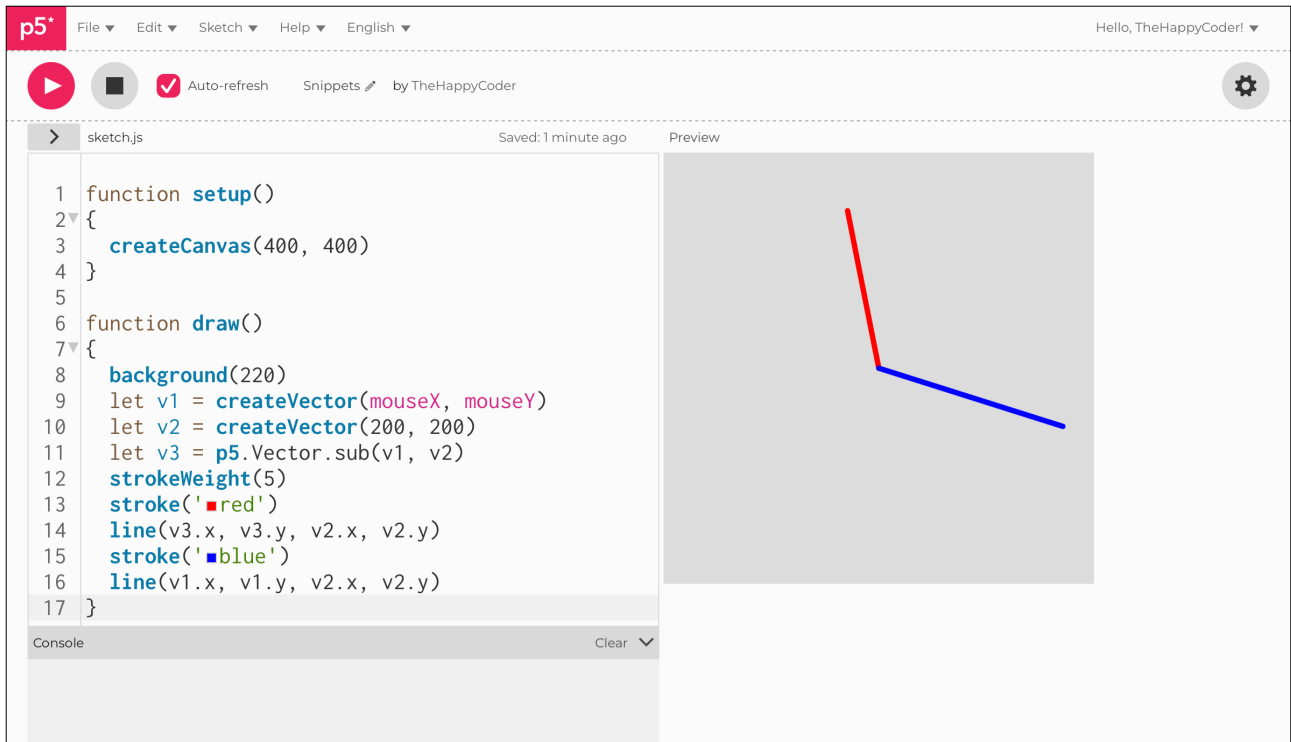 p5* File Edit Sketch Help English Hello, TheHappyCoder!
Auto-refresh Snippets by TheHappyCoder
sketch.js Saved: 1 minute ago Preview
1 function setup()
2 {
3   createCanvas(400, 400)
4 }
5
6 function draw()
7 {
8   background(220)
9   let v1 = createVector(mouseX, mouseY)
10   let v2 = createVector(200, 200)
11   let v3 = p5.Vector.sub(v1, v2)
12   strokeWeight(5)
13   stroke('red')
14   line(v3.x, v3.y, v2.x, v2.y)
15   stroke('blue')
16   line(v1.x, v1.y, v2.x, v2.y)
17 }
Console Clear